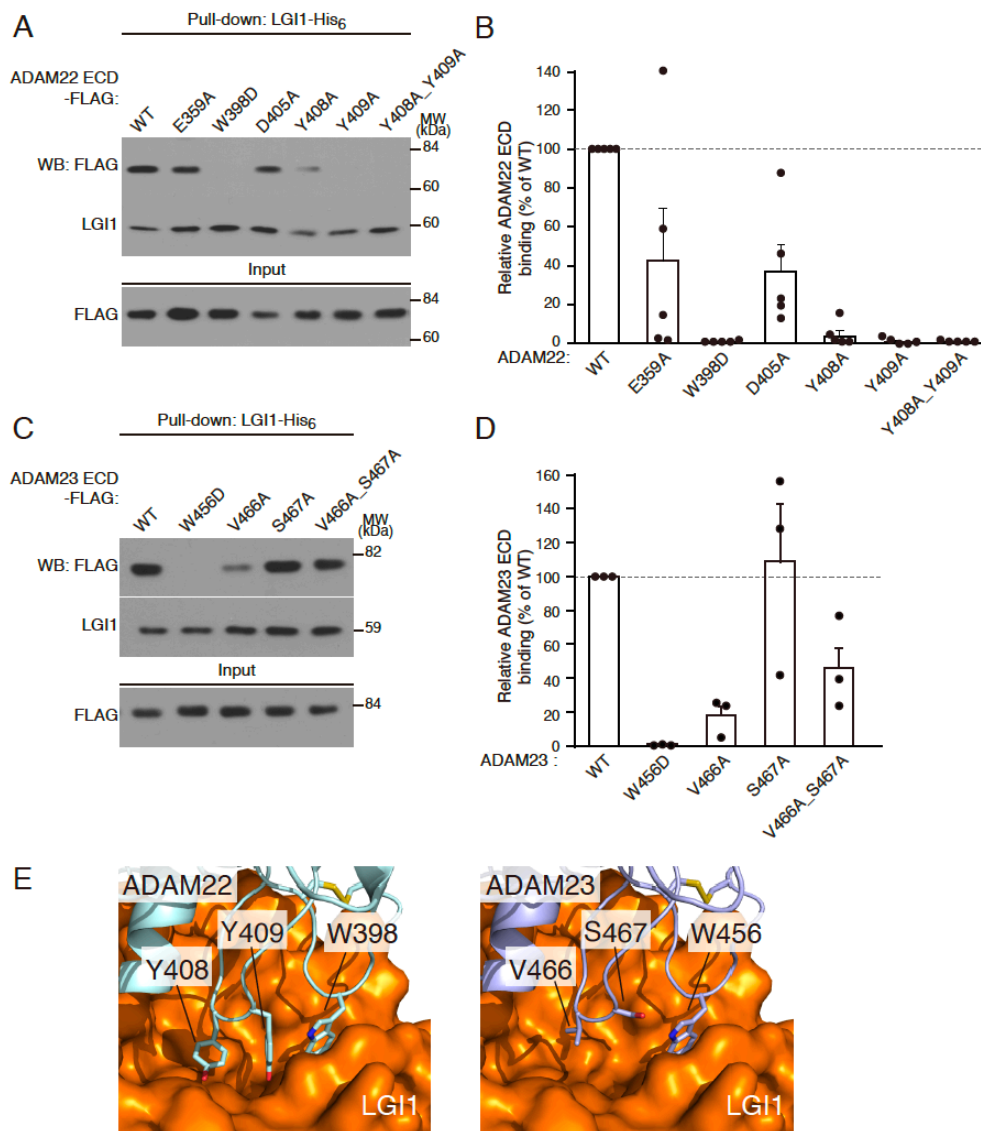 A
Pull-down: LGI1-His6
ADAM22 ECD
-FLAG:
WT
E359A
W398D
D405A
Y408A
Y409A
Y408A_Y409A
MW
(kDa)
WB: FLAG
84
60
LGI1
60
Input
FLAG
84
60
B
Relative ADAM22 ECD
binding (% of WT)
140
120
100
80
60
40
20
0
ADAM22:
WT
E359A
W398D
D405A
Y408A
Y409A
Y408A_Y409A
C
Pull-down: LGI1-His6
ADAM23 ECD
-FLAG:
WT
W456D
V466A
S467A
V466A_S467A
MW
(kDa)
WB: FLAG
82
LGI1
59
Input
FLAG
84
D
Relative ADAM23 ECD
binding (% of WT)
160
140
120
100
80
60
40
20
0
ADAM23 :
WT
W456D
V466A
S467A
V466A_S467A
E
ADAM22
Y409
W398
Y408
LGI1
ADAM23
S467
W456
V466
LGI1